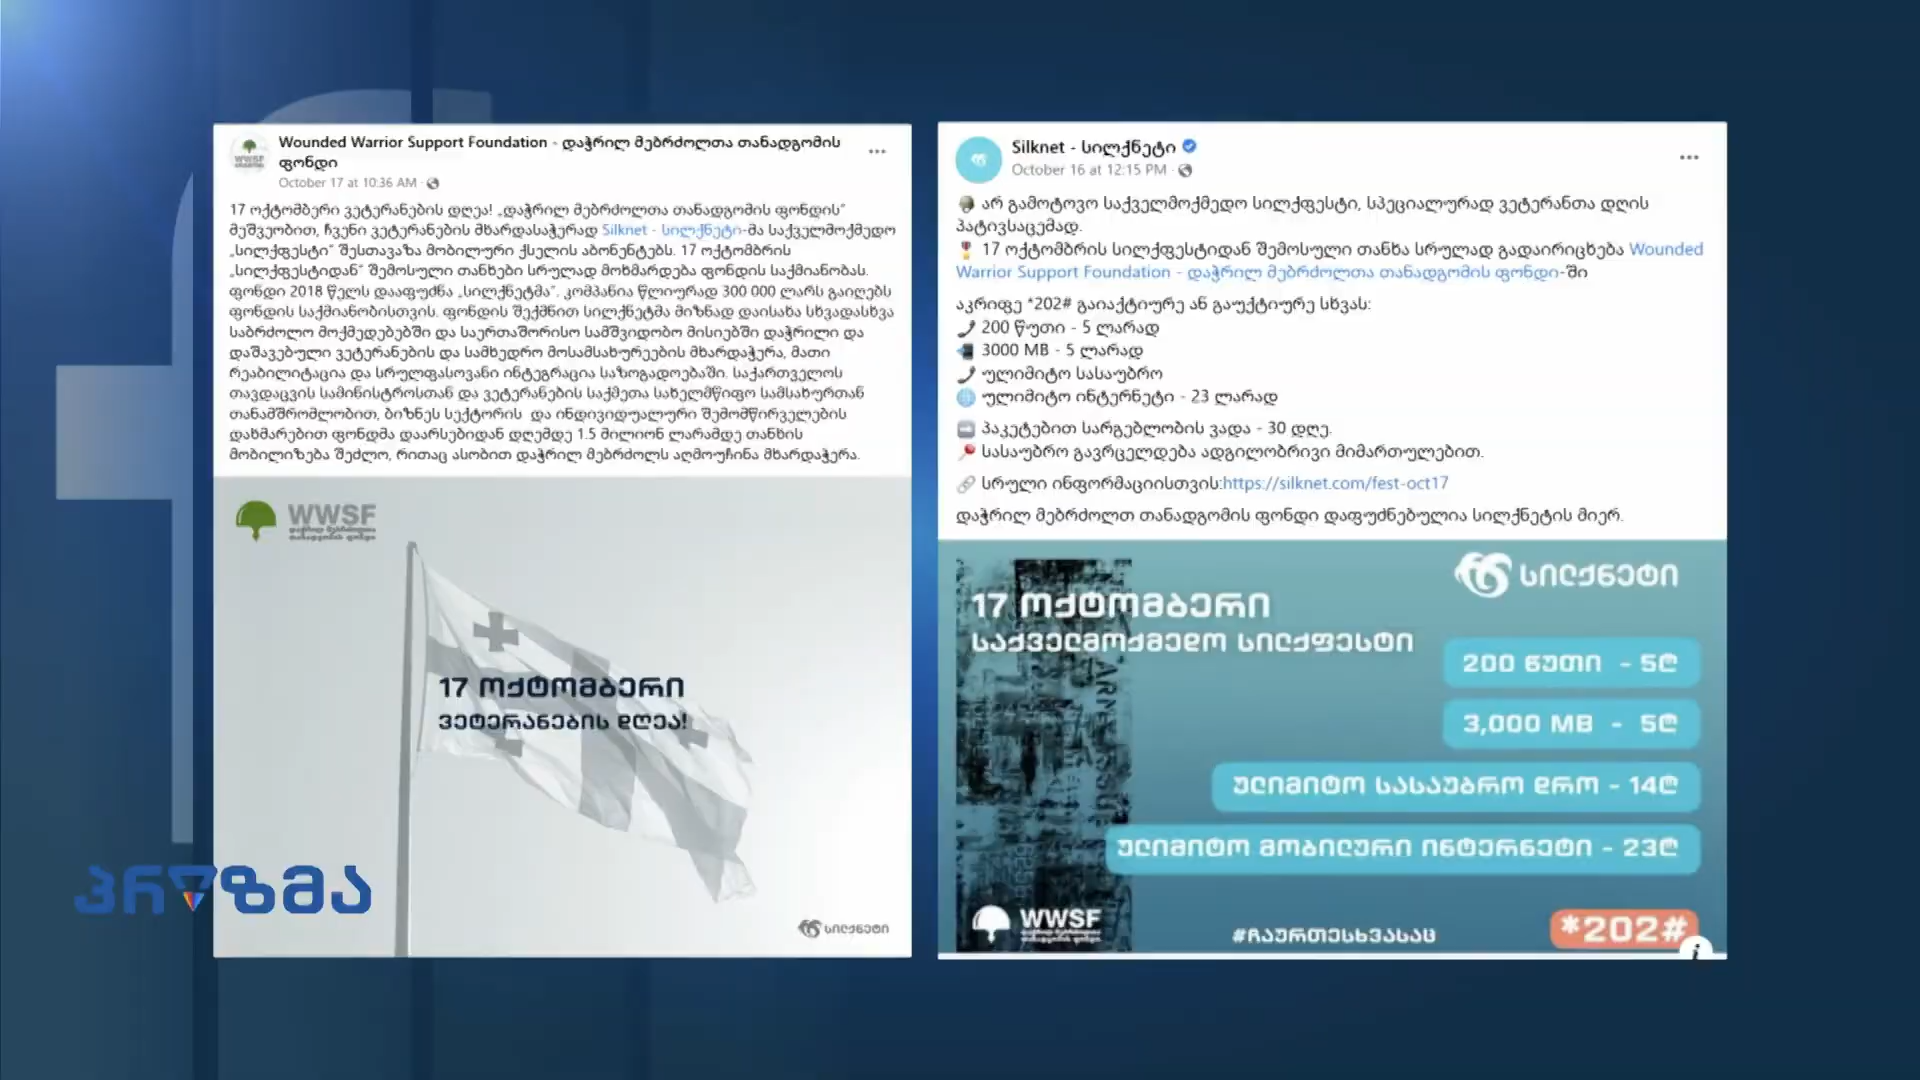 Wounded Warrior Support Foundation - დაჭრილ მებრძოლთა თანადგომის
ფონდი
October 17 at 10:36 AM ·
17 ოქტომბერი ვეტერანების დღეა! „დაჭრილ მებრძოლთა თანადგომის ფონდის“
მეშვეობით, ჩვენი ვეტერანების მხარდასაჭერად Silknet - სილქნეტი-მა საქველმოქმედო
„სილქფესტი“ შესთავაზა მობილური ქსელის აბონენტებს. 17 ოქტომბრის
„სილქფესტიდან“ შემოსული თანხები სრულად მოხმარდება ფონდის საქმიანობას.
ფონდი 2018 წელს დააფუძნა „სილქნეტმა“. კომპანია წლიურად 300 000 ლარს გაიღებს
ფონდის საქმიანობისთვის. ფონდის შექმნით სილქნეტმა მიზნად დაისახა სხვადასხვა
საბრძოლო მოქმედებებში და საერთაშორისო სამშვიდობო მისიებში დაჭრილი და
დაშავებული ვეტერანების და სამხედრო მოსამსახურეების მხარდაჭერა, მათი
რეაბილიტაცია და სრულფასოვანი ინტეგრაცია საზოგადოებაში. საქართველოს
თავდაცვის სამინისტროსთან და ვეტერანების საქმეთა სახელმწიფო სამსახურთან
თანამშრომლობით, ბიზნეს სექტორის და ინდივიდუალური შემომწირველების
დახმარებით ფონდმა დაარსებიდან დღემდე 1.5 მილიონ ლარამდე თანხის
მობილიზება შეძლო, რითაც ასობით დაჭრილ მებრძოლს აღმოუჩინა მხარდაჭერა.
WWSF
დაჭრილ მებრძოლთა
თანადგომის ფონდი
17 ოქტომბერი
ვეტერანების დღეა!
სილქნეტი
პრიზმა
Silknet - სილქნეტი
October 16 at 12:15 PM ·
არ გამოტოვო საქველმოქმედო სილქფესტი, სპეციალურად ვეტერანთა დღის
პატივსაცემად.
17 ოქტომბრის სილქფესტიდან შემოსული თანხა სრულად გადაირიცხება Wounded
Warrior Support Foundation - დაჭრილ მებრძოლთა თანადგომის ფონდი-ში
აკრიფე *202# გაიაქტიურე ან გაუქტიურე სხვას:
200 წუთი - 5 ლარად
3000 MB - 5 ლარად
ულიმიტო სასაუბრო
ულიმიტო ინტერნეტი - 23 ლარად
პაკეტებით სარგებლობის ვადა - 30 დღე.
სასაუბრო გავრცელდება ადგილობრივი მიმართულებით.
სრული ინფორმაციისთვის:https://silknet.com/fest-oct17
დაჭრილ მებრძოლთ თანადგომის ფონდი დაფუძნებულია სილქნეტის მიერ.
სილქნეტი
17 ოქტომბერი
საქველმოქმედო სილქფესტი
200 წუთი - 5₾
3,000 MB - 5₾
ულიმიტო სასაუბრო დრო - 14₾
ულიმიტო მობილური ინტერნეტი - 23₾
WWSF
დაჭრილ მებრძოლთა
თანადგომის ფონდი
#ჩაურთესხვასაც
*202#